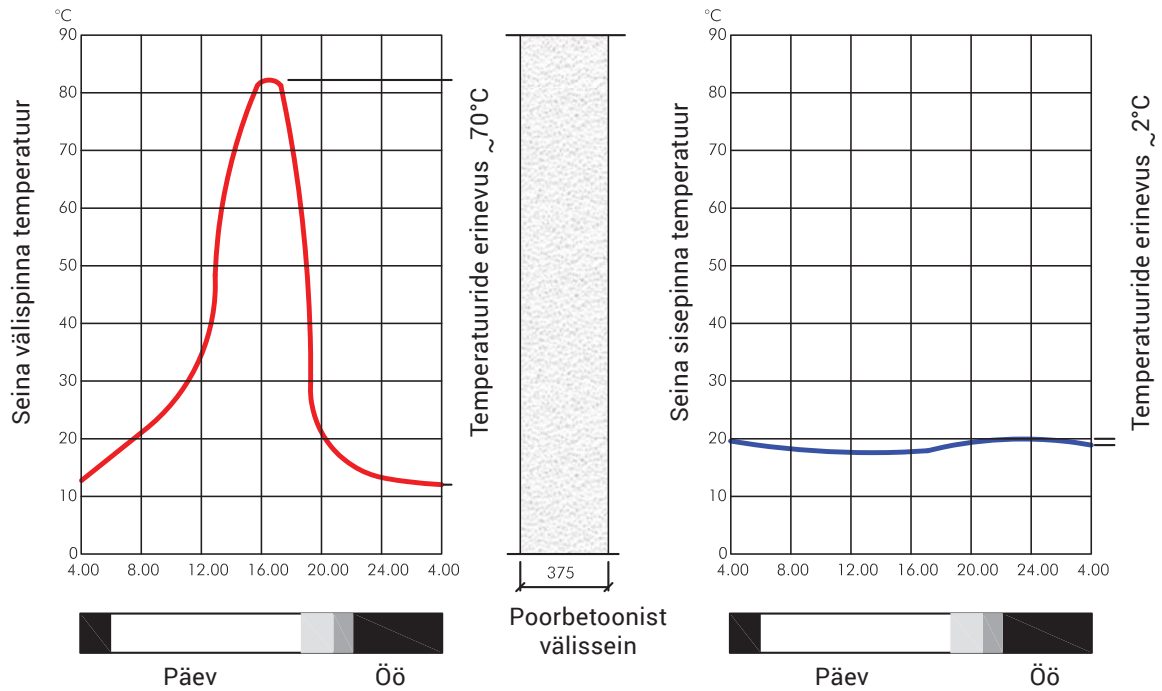 °C
90
80
70
60
50
40
30
20
10
0
4.00 8.00 12.00 16.00 20.00 24.00 4.00
Seina välispinna temperatuur
Temperatuuride erinevus ~70°C
Päev Öö
375
Poorbetoonist
välissein
°C
90
80
70
60
50
40
30
20
10
0
4.00 8.00 12.00 16.00 20.00 24.00 4.00
Seina sisepinna temperatuur
Temperatuuride erinevus ~2°C
Päev Öö